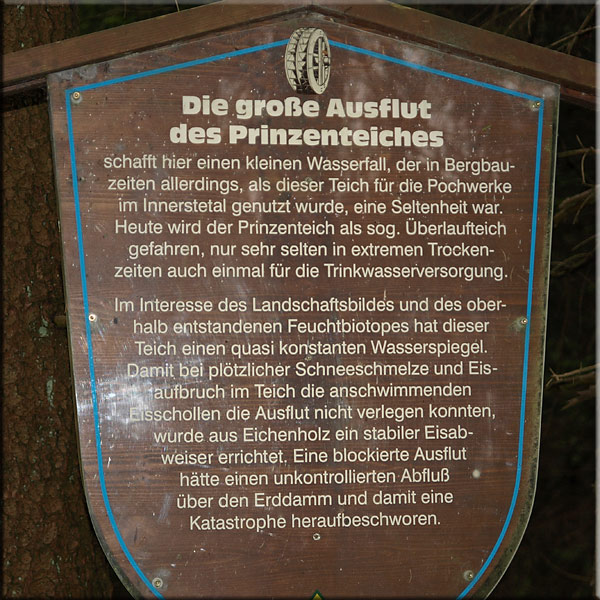 Die große Ausflut
des Prinzenteiches
schafft hier einen kleinen Wasserfall, der in Bergbau-
zeiten allerdings, als dieser Teich für die Pochwerke
im Innerstetal genutzt wurde, eine Seltenheit war.
Heute wird der Prinzenteich als sog. Überlaufteich
gefahren, nur sehr selten in extremen Trocken-
zeiten auch einmal für die Trinkwasserversorgung.
Im Interesse des Landschaftsbildes und des ober-
halb entstandenen Feuchtbiotopes hat dieser
Teich einen quasi konstanten Wasserspiegel.
Damit bei plötzlicher Schneeschmelze und Eis-
aufbruch im Teich die anschwimmenden
Eisschollen die Ausflut nicht verlegen konnten,
wurde aus Eichenholz ein stabiler Eisab-
weiser errichtet. Eine blockierte Ausflut
hätte einen unkontrollierten Abfluß
über den Erddamm und damit eine
Katastrophe heraufbeschworen.